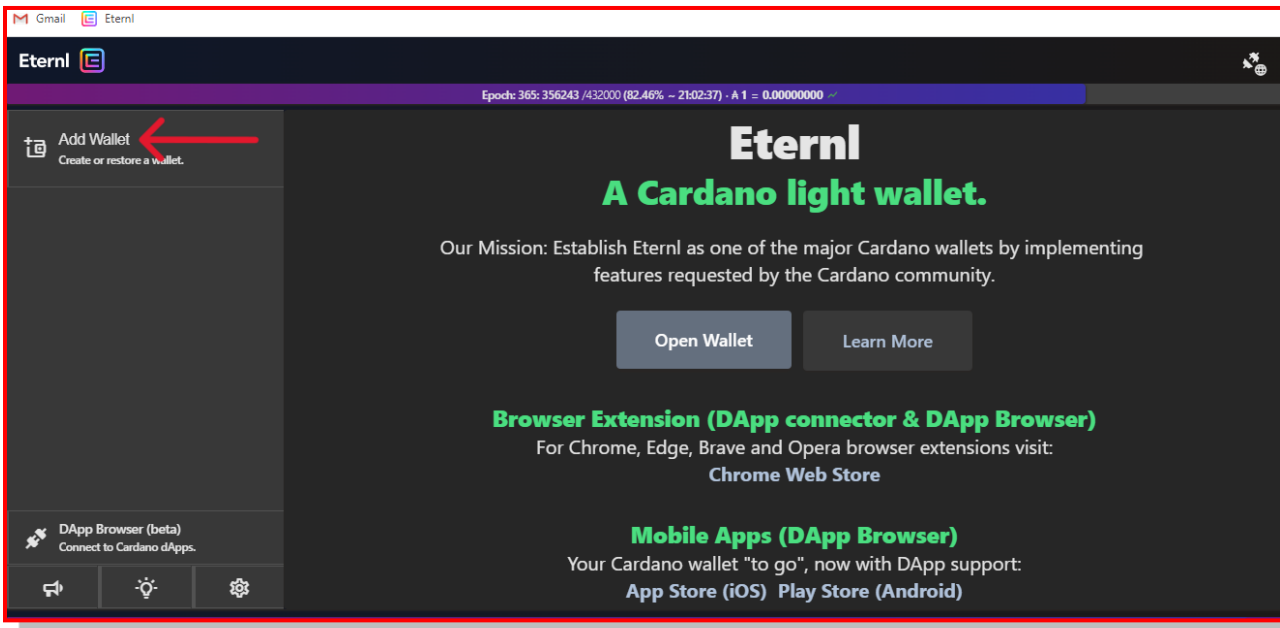 Gmail Eternl
Eternl
Epoch: 365: 356243 /432000 (82.46% ~ 21:02:37) · ₳ 1 = 0.00000000
Add Wallet
Create or restore a wallet.
Eternl
A Cardano light wallet.
Our Mission: Establish Eternl as one of the major Cardano wallets by implementing
features requested by the Cardano community.
Open Wallet Learn More
Browser Extension (DApp connector & DApp Browser)
For Chrome, Edge, Brave and Opera browser extensions visit:
Chrome Web Store
DApp Browser (beta)
Connect to Cardano dApps.
Mobile Apps (DApp Browser)
Your Cardano wallet "to go", now with DApp support:
App Store (iOS) Play Store (Android)